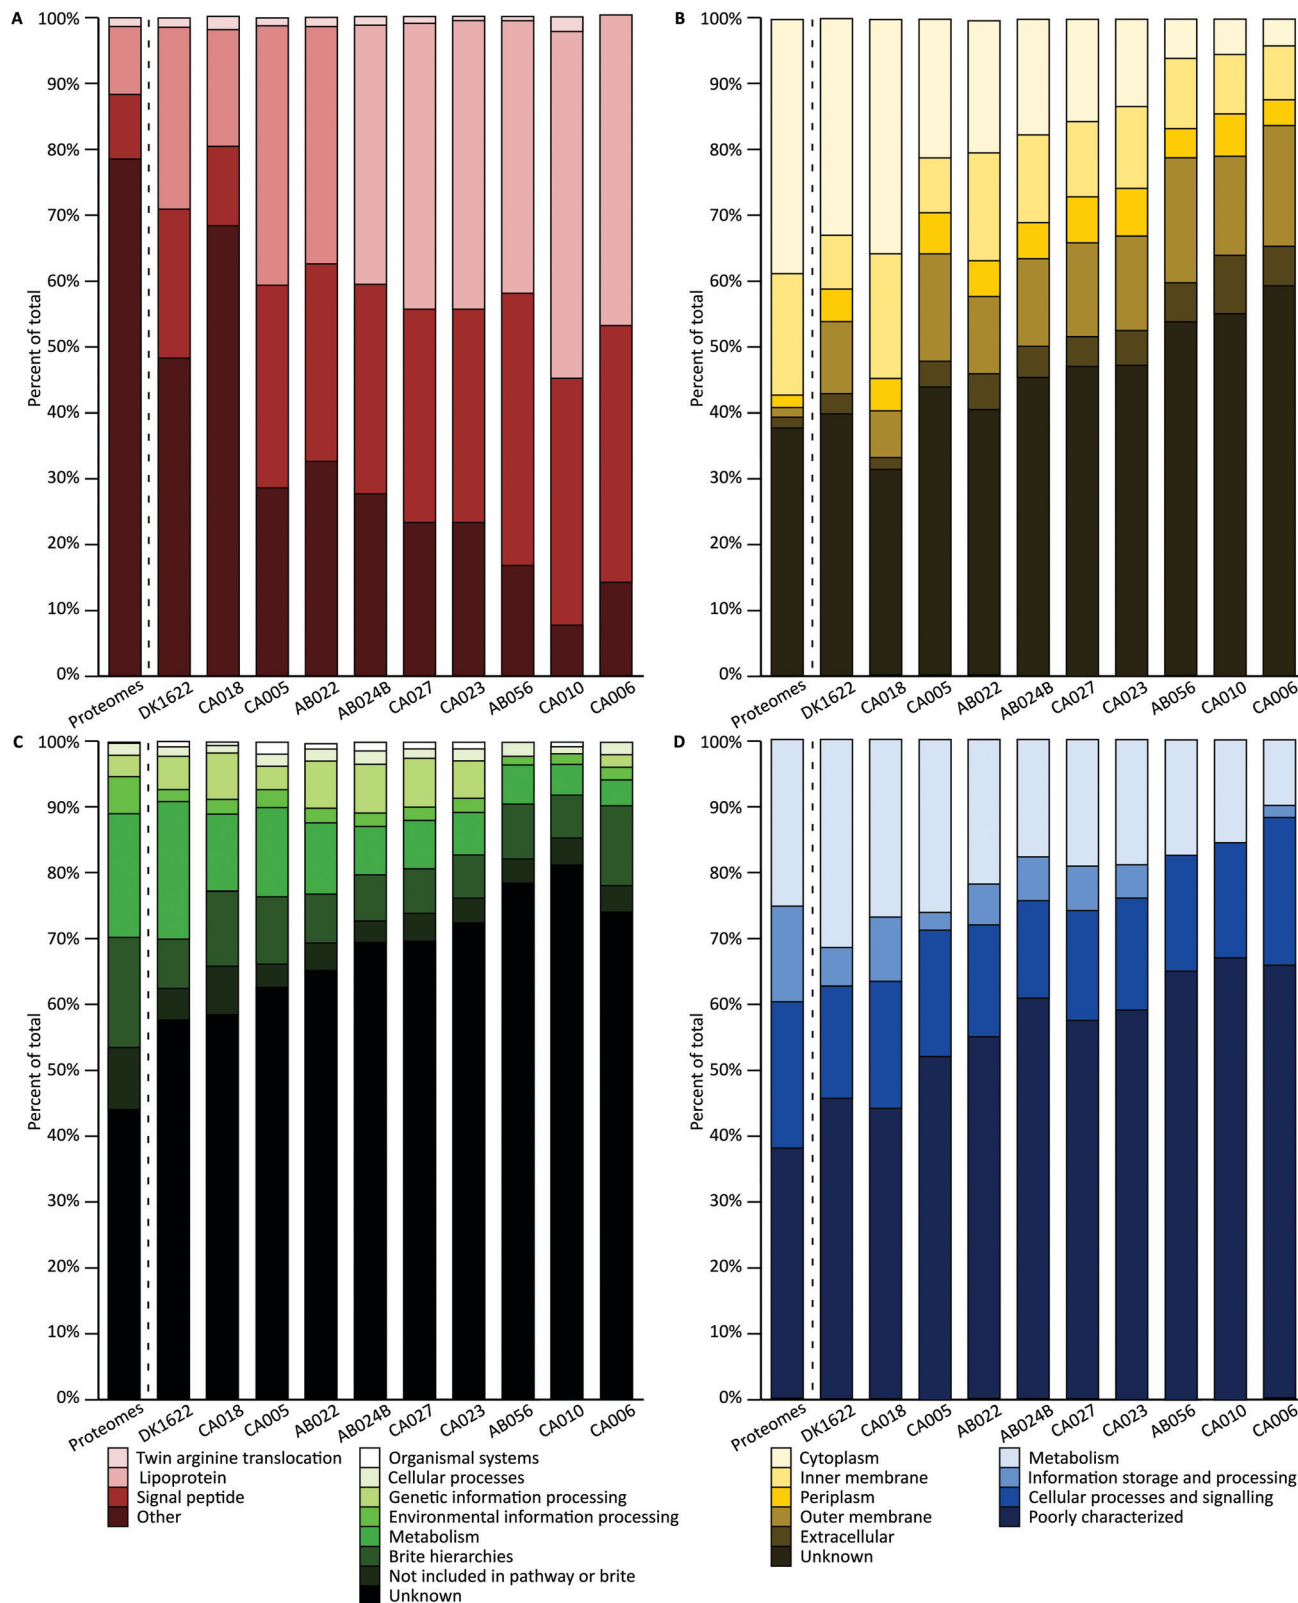 A
100%
90%
80%
70%
60%
50%
40%
30%
20%
10%
0%
Percent of total
Proteomes
DK1622
CA018
CA005
AB022
AB024B
CA027
CA023
AB056
CA010
CA006
B
100%
90%
80%
70%
60%
50%
40%
30%
20%
10%
0%
Percent of total
Proteomes
DK1622
CA018
CA005
AB022
AB024B
CA027
CA023
AB056
CA010
CA006
C
100%
90%
80%
70%
60%
50%
40%
30%
20%
10%
0%
Percent of total
Proteomes
DK1622
CA018
CA005
AB022
AB024B
CA027
CA023
AB056
CA010
CA006
D
100%
90%
80%
70%
60%
50%
40%
30%
20%
10%
0%
Percent of total
Proteomes
DK1622
CA018
CA005
AB022
AB024B
CA027
CA023
AB056
CA010
CA006
Twin arginine translocation
Lipoprotein
Signal peptide
Other
Organismal systems
Cellular processes
Genetic information processing
Environmental information processing
Metabolism
Brite hierarchies
Not included in pathway or brite
Unknown
Cytoplasm
Inner membrane
Periplasm
Outer membrane
Extracellular
Unknown
Metabolism
Information storage and processing
Cellular processes and signalling
Poorly characterized